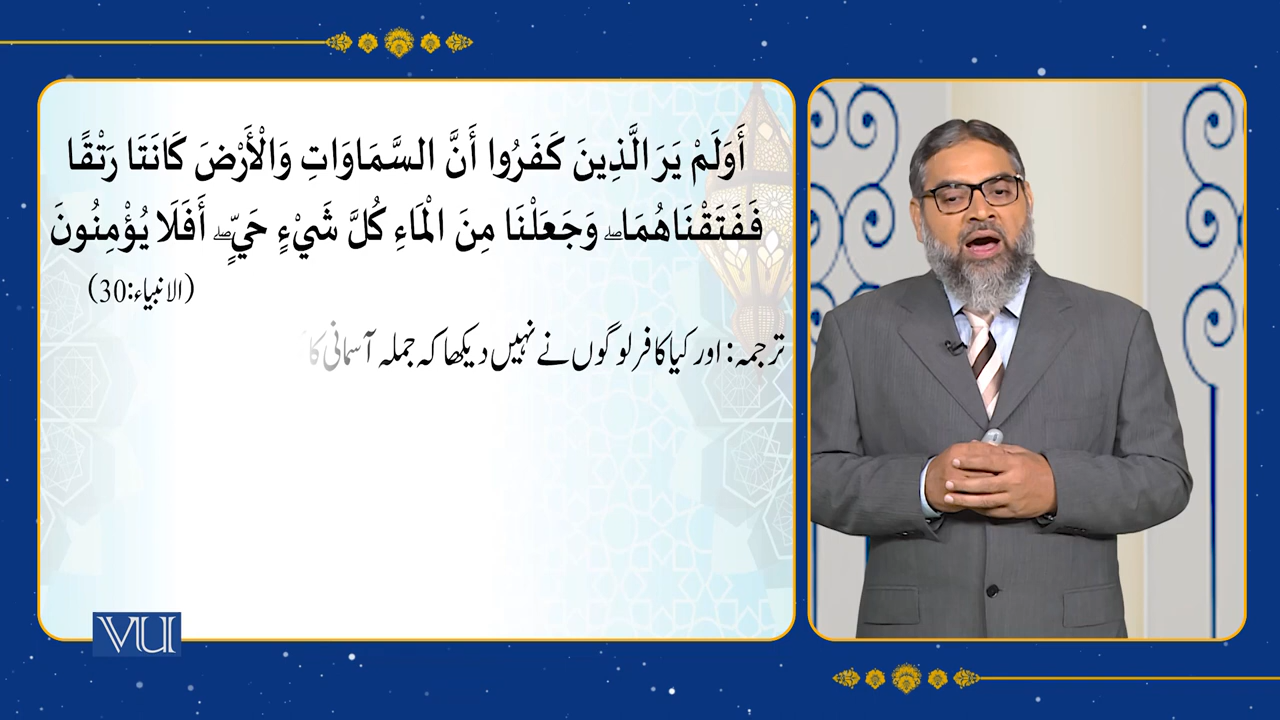 أَوَلَمْ يَرَ الَّذِينَ كَفَرُوا أَنَّ السَّمَاوَاتِ وَالْأَرْضَ كَانَتَا رَتْقًا
فَفَتَقْنَاهُمَا ۖ وَجَعَلْنَا مِنَ الْمَاءِ كُلَّ شَيْءٍ حَيٍّ ۖ أَفَلَا يُؤْمِنُونَ
(الانبیاء:30)
ترجمہ: اور کیا کافر لوگوں نے نہیں دیکھا کہ جملہ آسمانی کا
VU